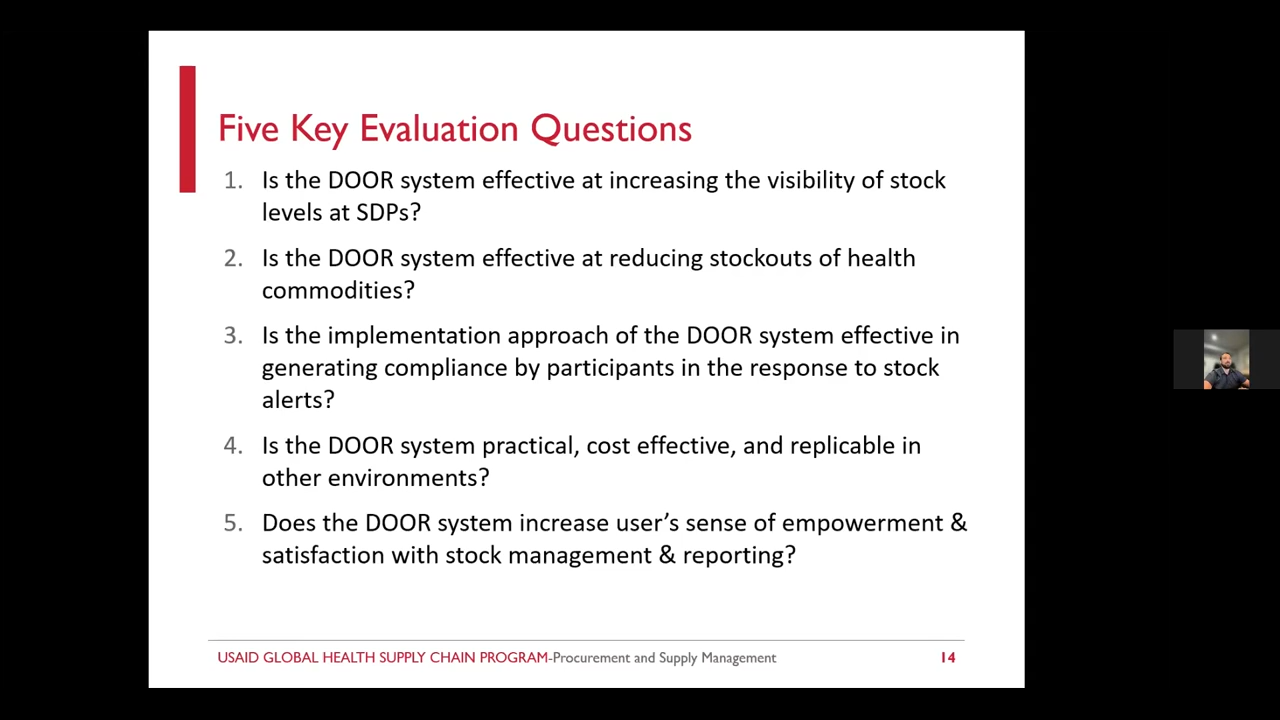 Five Key Evaluation Questions
1. Is the DOOR system effective at increasing the visibility of stock
levels at SDPs?
2. Is the DOOR system effective at reducing stockouts of health
commodities?
3. Is the implementation approach of the DOOR system effective in
generating compliance by participants in the response to stock
alerts?
4. Is the DOOR system practical, cost effective, and replicable in
other environments?
5. Does the DOOR system increase user’s sense of empowerment &
satisfaction with stock management & reporting?
USAID GLOBAL HEALTH SUPPLY CHAIN PROGRAM-Procurement and Supply Management 14